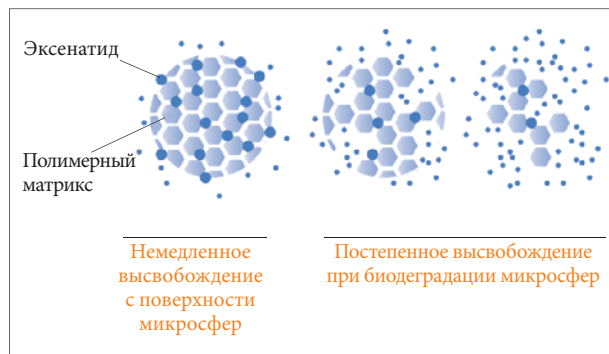 Эксенатид
Полимерный
матрикс
Немедленное
высвобождение
с поверхности
микросфер
Постепенное высвобождение
при биодеградации микросфер